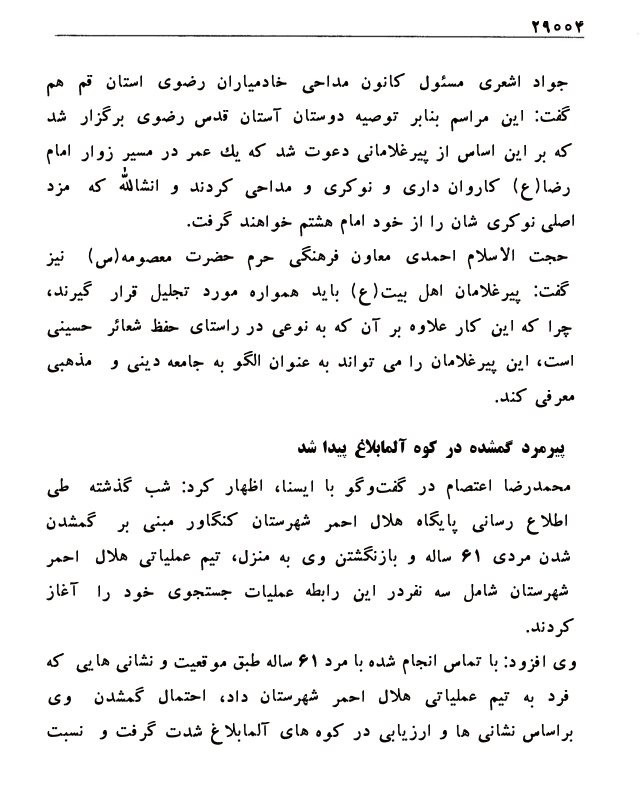 ۲۹۰۰۴
جواد اشعری مسئول کانون مداحی خادمیاران رضوی استان قم هم
گفت: این مراسم بنابر توصیه دوستان آستان قدس رضوی برگزار شد
که بر این اساس از پیرغلامانی دعوت شد که یك عمر در مسیر زوار امام
رضا(ع) کاروان داری و نوکری و مداحی کردند و انشالله که مزد
اصلی نوکری شان را از خود امام هشتم خواهند گرفت.
حجت الاسلام احمدی معاون فرهنگی حرم حضرت معصومه(س) نیز
گفت: پیرغلامان اهل بیت(ع) باید همواره مورد تجلیل قرار گیرند،
چرا که این کار علاوه بر آن که به نوعی در راستای حفظ شعائر حسینی
است، این پیرغلامان را می تواند به عنوان الگو به جامعه دینی و مذهبی
معرفی کند.
پیرمرد گمشده در کوه آلمابلاغ پیدا شد
محمدرضا اعتصام در گفت‌وگو با ایسنا، اظهار کرد: شب گذشته طی
اطلاع رسانی پایگاه هلال احمر شهرستان کنگاور مبنی بر گمشدن
شدن مردی ۶۱ ساله و بازنگشتن وی به منزل، تیم عملیاتی هلال احمر
شهرستان شامل سه نفردر این رابطه عملیات جستجوی خود را آغاز
کردند.
وی افزود: با تماس انجام شده با مرد ۶۱ ساله طبق موقعیت و نشانی هایی که
فرد به تیم عملیاتی هلال احمر شهرستان داد، احتمال گمشدن وی
براساس نشانی ها و ارزیابی در کوه های آلمابلاغ شدت گرفت و نسبت